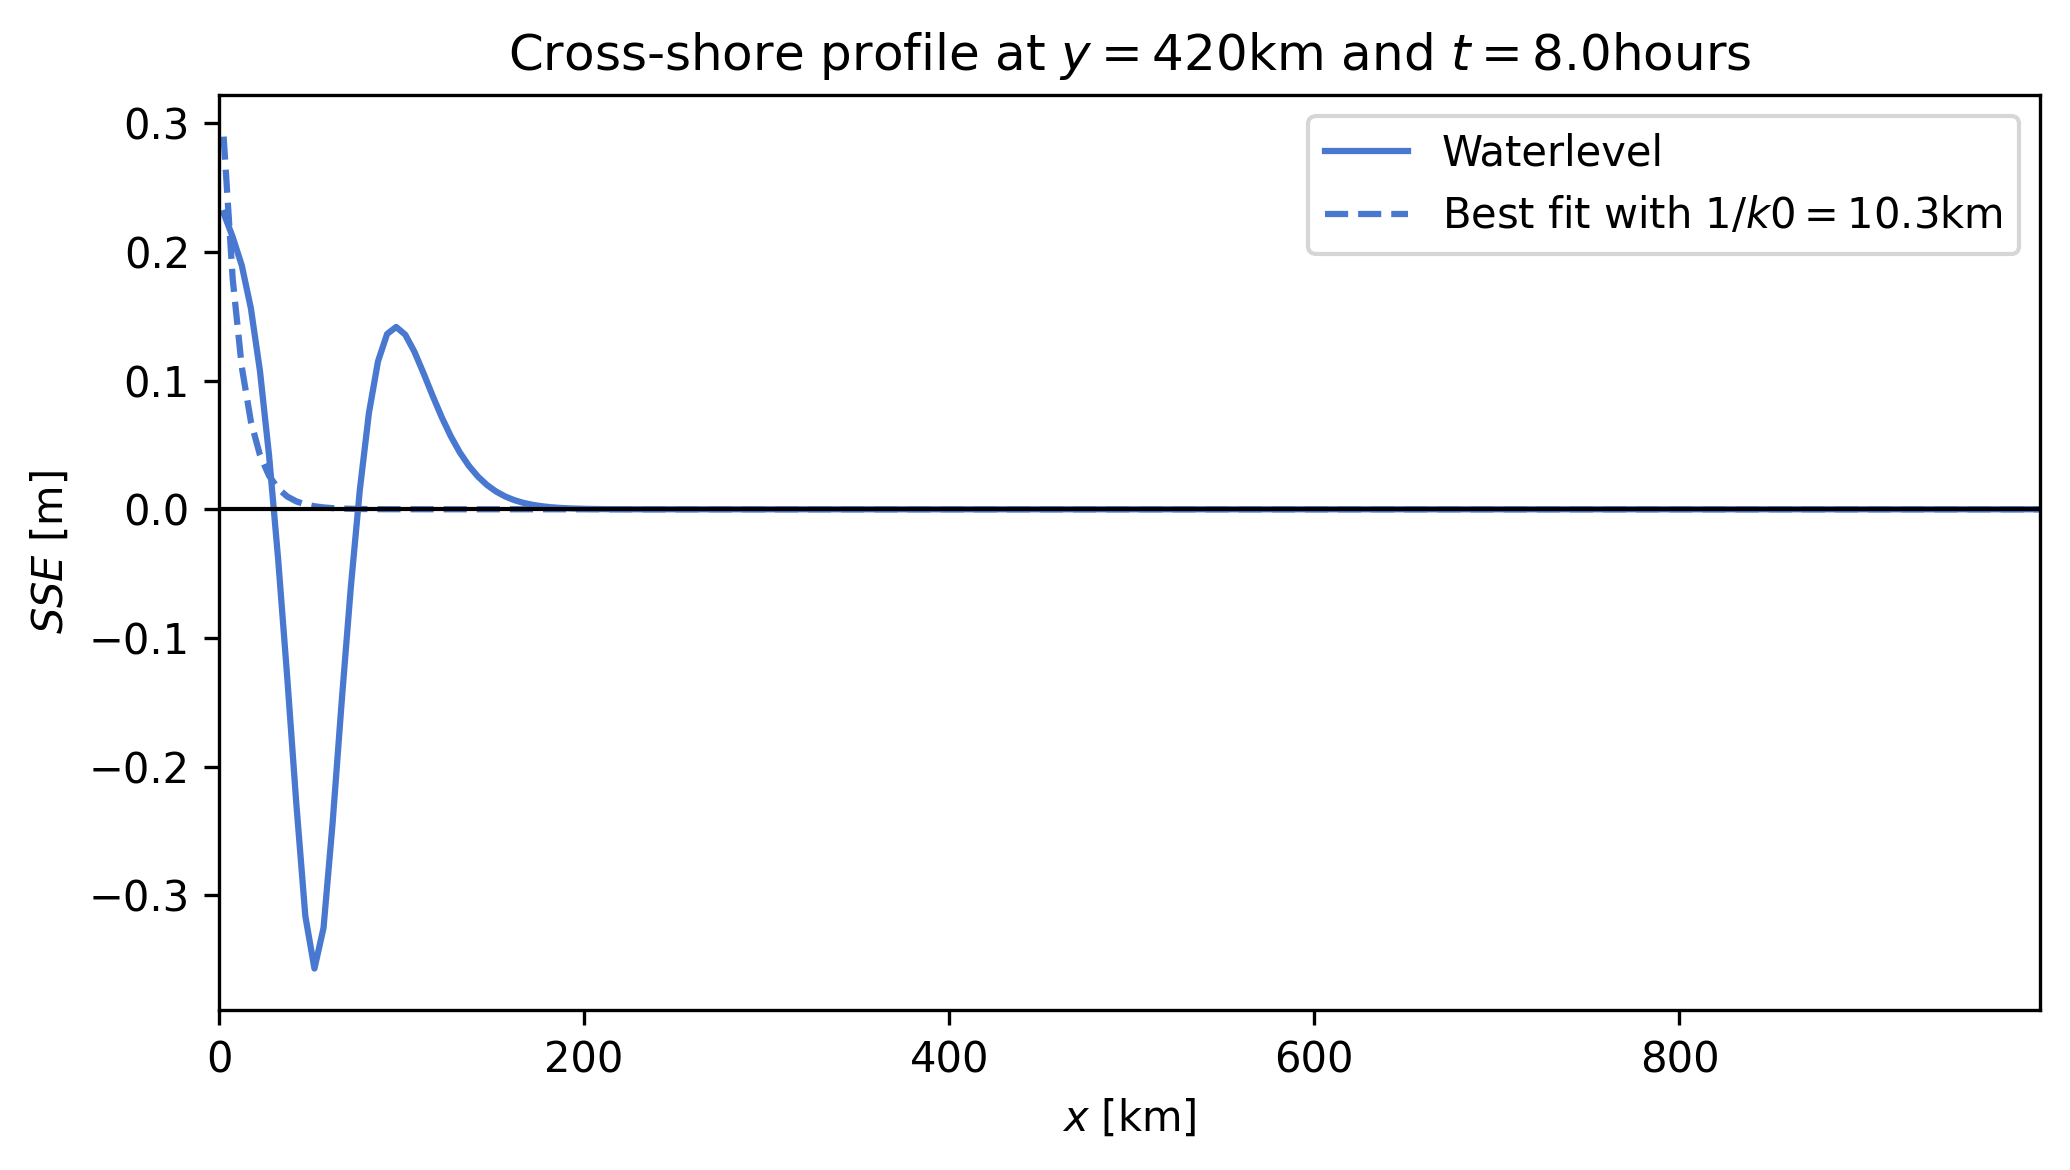 Cross-shore profile at y = 420km and t = 8.0hours
0.3
0.2
0.1
0.0
−0.1
−0.2
−0.3
SSE [m]
Waterlevel
Best fit with 1/k0 = 10.3km
0 200 400 600 800
x [km]